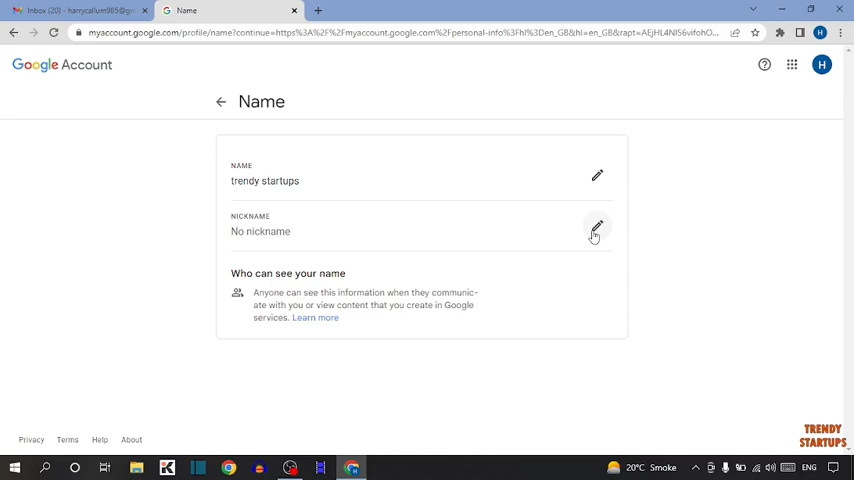 Inbox (20) - harrycallum985@gm
Name
myaccount.google.com/profile/name?continue=https%3A%2F%2Fmyaccount.google.com%2Fpersonal-info%3Fhl%3Den_GB&hl=en_GB&rapt=AEjHL4Nl56vifohO...
H
Google Account
H
Name
NAME
trendy startups
NICKNAME
No nickname
Who can see your name
Anyone can see this information when they communic-
ate with you or view content that you create in Google
services. Learn more
TRENDY
STARTUPS
Privacy Terms Help About
20°C Smoke
ENG